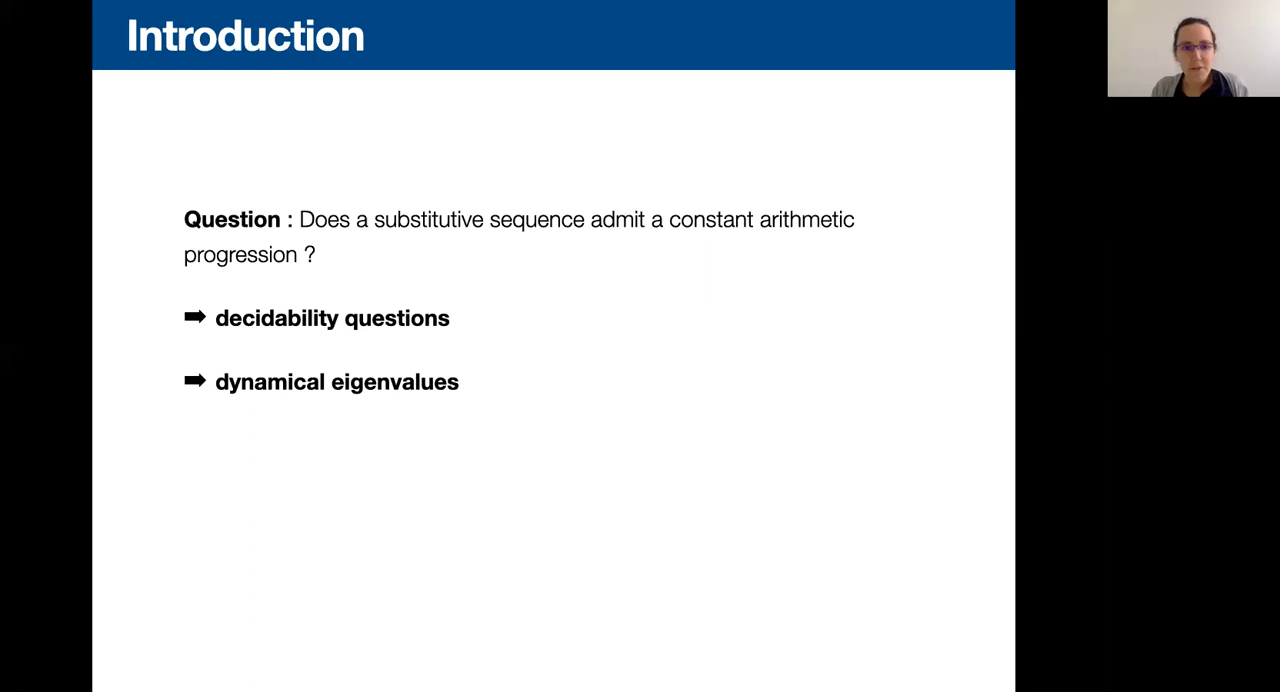 Introduction
Question : Does a substitutive sequence admit a constant arithmetic
progression ?
➡ decidability questions
➡ dynamical eigenvalues